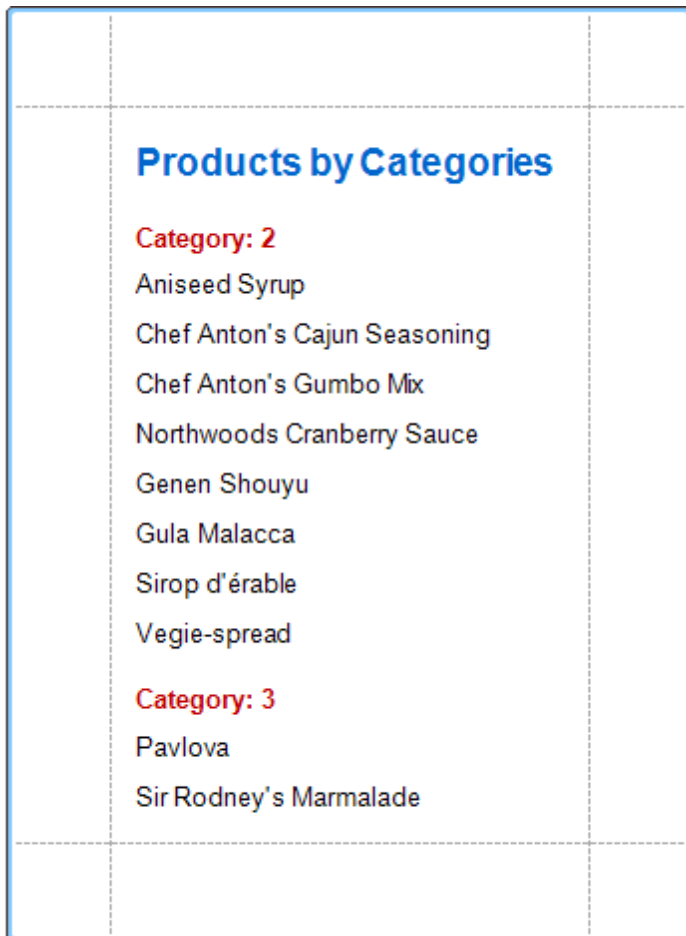 Products by Categories
Category: 2
Aniseed Syrup
Chef Anton's Cajun Seasoning
Chef Anton's Gumbo Mix
Northwoods Cranberry Sauce
Genen Shouyu
Gula Malacca
Sirop d'érable
Vegie-spread
Category: 3
Pavlova
Sir Rodney's Marmalade